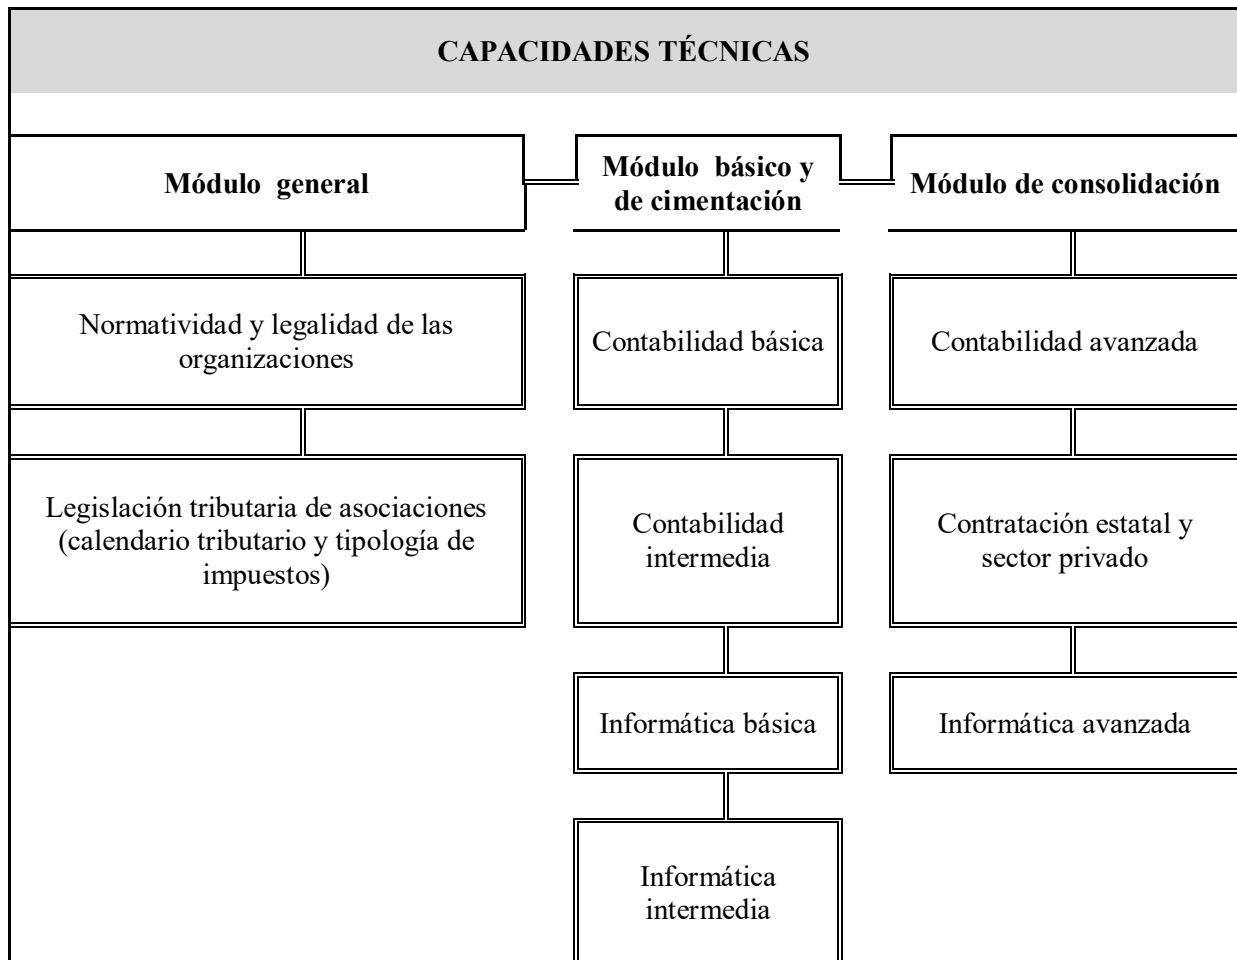 CAPACIDADES TÉCNICAS
Módulo general
Módulo básico y
de cimentación
Módulo de consolidación
Normatividad y legalidad de las
organizaciones
Contabilidad básica
Contabilidad avanzada
Legislación tributaria de asociaciones
(calendario tributario y tipología de
impuestos)
Contabilidad
intermedia
Contratación estatal y
sector privado
Informática básica
Informática avanzada
Informática
intermedia